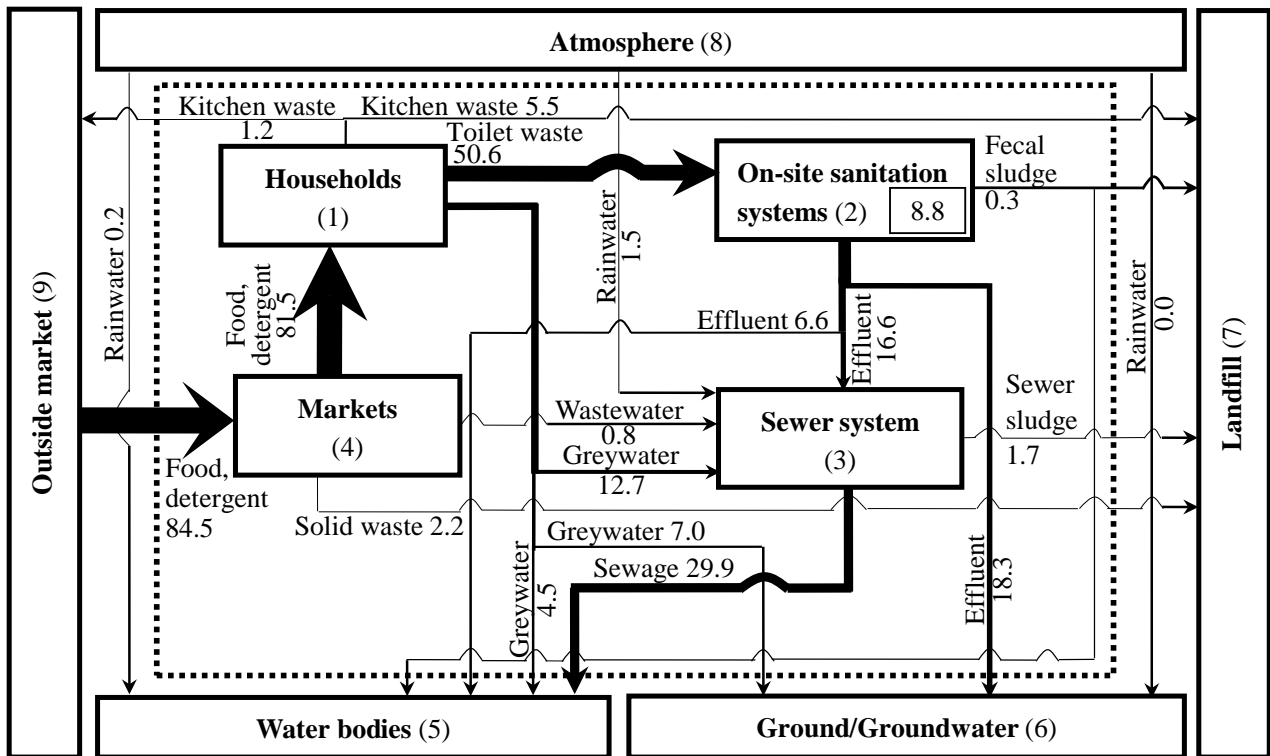 Atmosphere (8)
Kitchen waste
1.2
Kitchen waste 5.5
Toilet waste
50.6
Households
(1)
On-site sanitation
systems (2)
8.8
Fecal
sludge
0.3
Outside market (9)
Rainwater 0.2
Rainwater
1.5
Rainwater
0.0
Landfill (7)
Food,
detergent
81.5
Effluent 6.6
Effluent
16.6
Markets
(4)
Wastewater
0.8
Greywater
12.7
Sewer system
(3)
Sewer
sludge
1.7
Food,
detergent
84.5
Solid waste 2.2
Greywater
4.5
Greywater 7.0
Sewage 29.9
Effluent
18.3
Water bodies (5)
Ground/Groundwater (6)